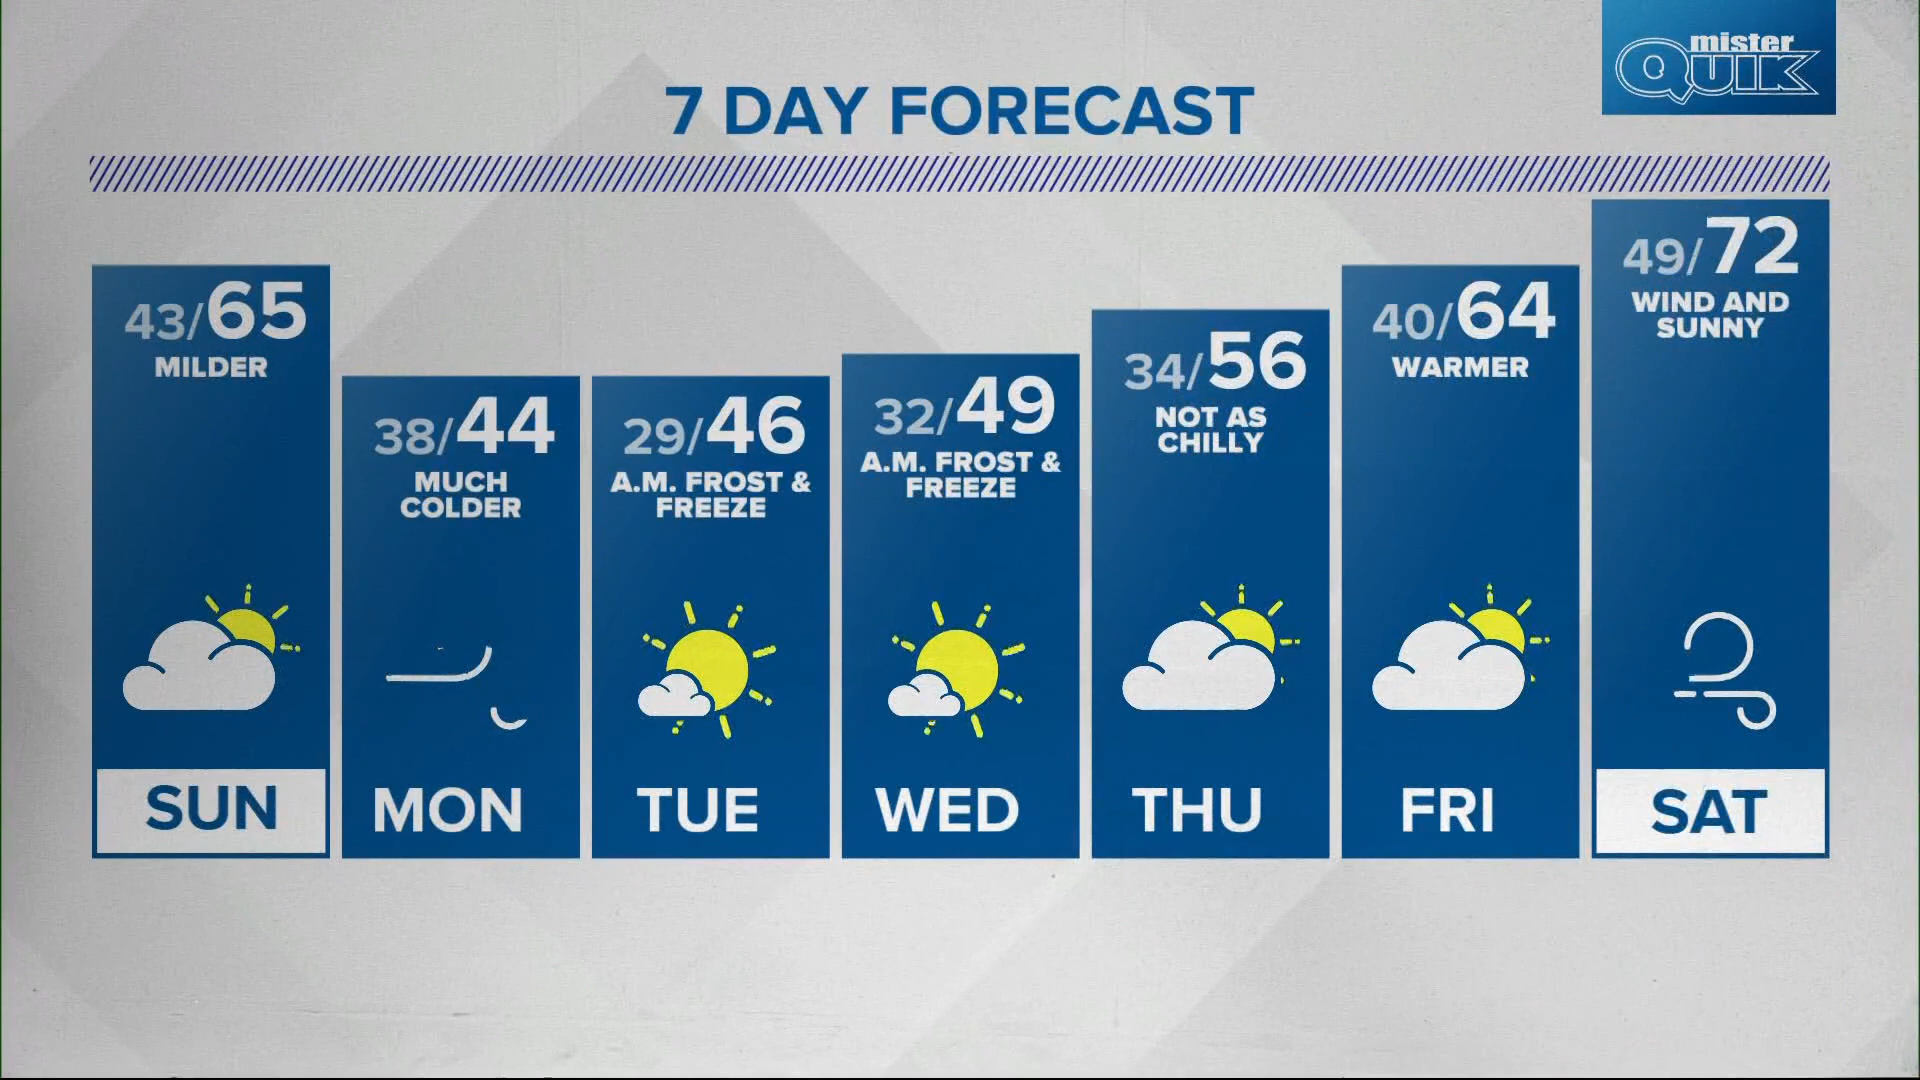 mister
QUIK
7 DAY FORECAST
43/65
MILDER
SUN
38/44
MUCH
COLDER
MON
29/46
A.M. FROST &
FREEZE
TUE
32/49
A.M. FROST &
FREEZE
WED
34/56
NOT AS
CHILLY
THU
40/64
WARMER
FRI
49/72
WIND AND
SUNNY
SAT